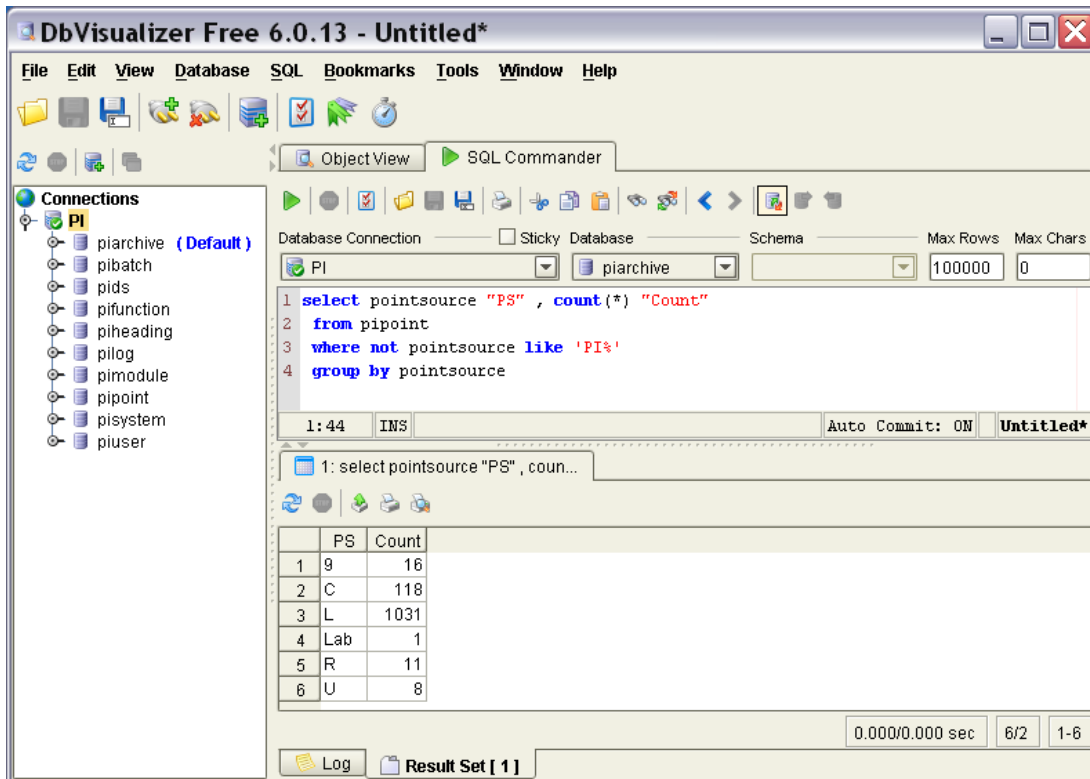 DbVisualizer Free 6.0.13 - Untitled*
File Edit View Database SQL Bookmarks Tools Window Help
Object View SQL Commander
Connections
PI
piarchive ( Default )
pibatch
pids
pifunction
piheading
pilog
pimodule
pipoint
pisystem
piuser
Database Connection Sticky Database Schema Max Rows Max Chars
PI piarchive 100000 0
1 select pointsource "PS" , count(*) "Count"
2 from pipoint
3 where not pointsource like 'PI%'
4 group by pointsource
1:44 INS Auto Commit: ON Untitled*
1: select pointsource "PS" , coun...
PS Count
1 9 16
2 C 118
3 L 1031
4 Lab 1
5 R 11
6 U 8
0.000/0.000 sec 6/2 1-6
Log Result Set [ 1 ]